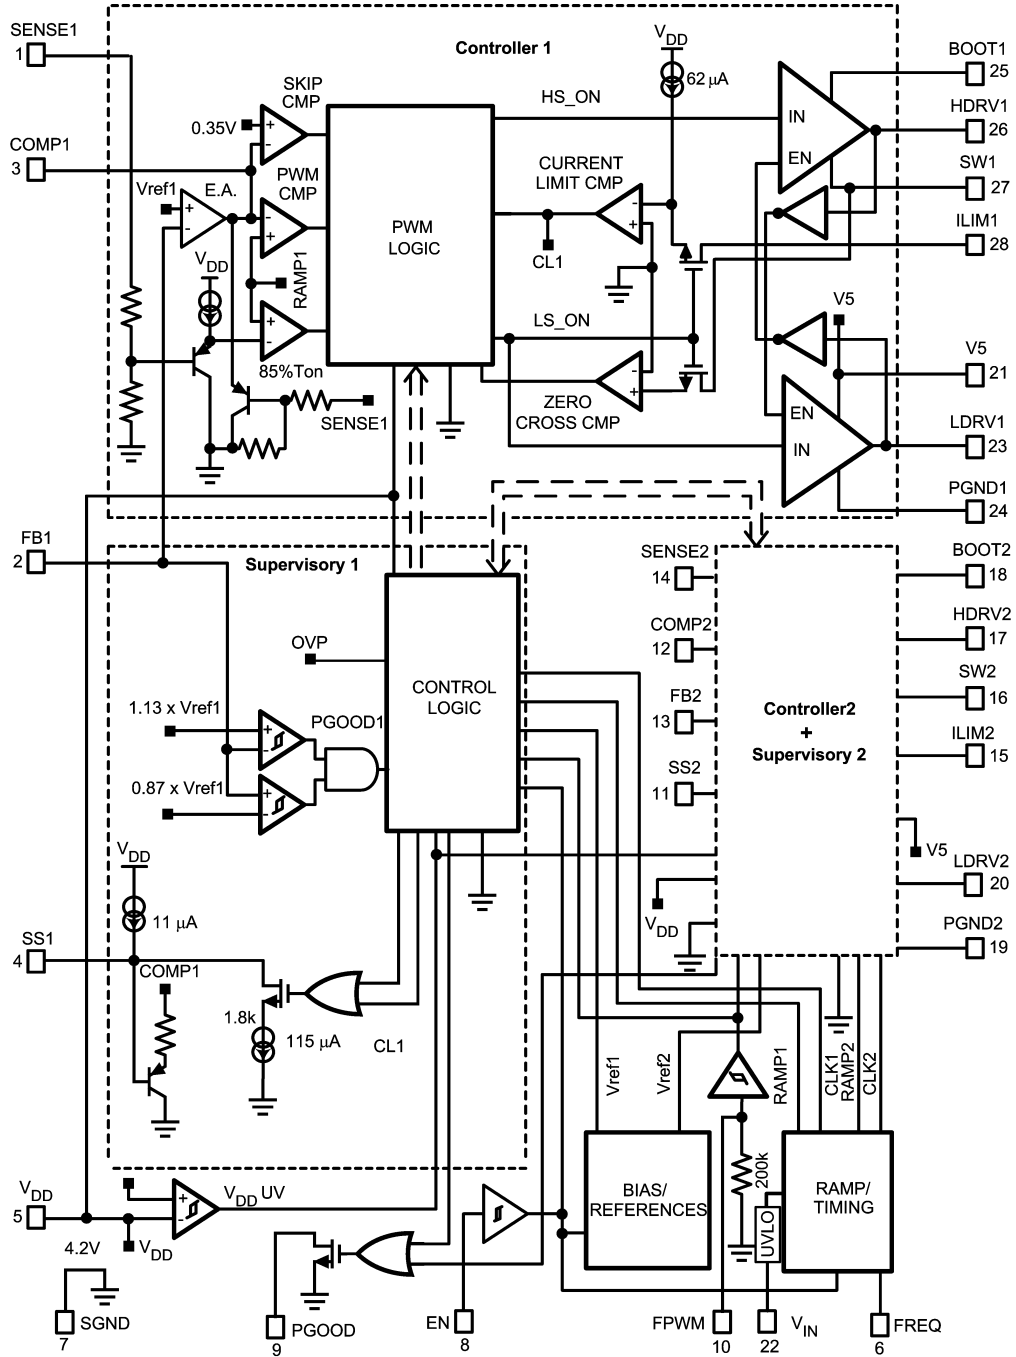 SENSE1
1
COMP1
3
Controller 1
SKIP
CMP
0.35V
+
-
PWM
CMP
E.A.
Vref1
+
-
-
+
VDD
RAMP1
+
-
85%Ton
SENSE1
PWM
LOGIC
HS_ON
VDD
62 µA
CURRENT
LIMIT CMP
-
+
CL1
LS_ON
ZERO
CROSS CMP
-
+
IN
EN
V5
EN
IN
BOOT1
25
HDRV1
26
SW1
27
ILIM1
28
V5
21
LDRV1
23
PGND1
24
FB1
2
Supervisory 1
OVP
CONTROL
LOGIC
1.13 x Vref1
PGOOD1
+
-
0.87 x Vref1
+
-
VDD
11 µA
SS1
4
COMP1
1.8k
115 µA
CL1
SENSE2
14
COMP2
12
FB2
13
SS2
11
Controller2
+
Supervisory 2
VDD
BOOT2
18
HDRV2
17
SW2
16
ILIM2
15
V5
LDRV2
20
PGND2
19
Vref1
Vref2
RAMP1
CLK1
RAMP2
CLK2
200k
BIAS/
REFERENCES
UVLO
RAMP/
TIMING
VDD
5
+
-
VDD UV
4.2V
VDD
SGND
7
PGOOD
9
EN
8
FPWM
10
22
VIN
FREQ
6